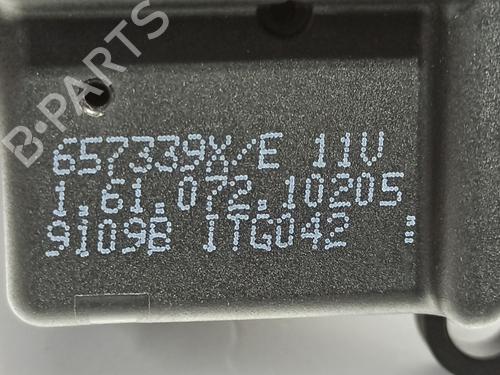 B-PARTS
657339X/E 11V
1.61.072.10205
9109B ITG042